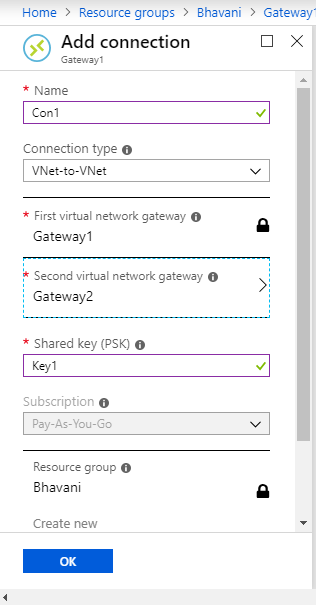 Home > Resource groups > Bhavani > Gateway1
Add connection
Gateway1
* Name
Con1
Connection type
VNet-to-VNet
* First virtual network gateway
Gateway1
* Second virtual network gateway
Gateway2
* Shared key (PSK)
Key1
Subscription
Pay-As-You-Go
Resource group
Bhavani
Create new
OK